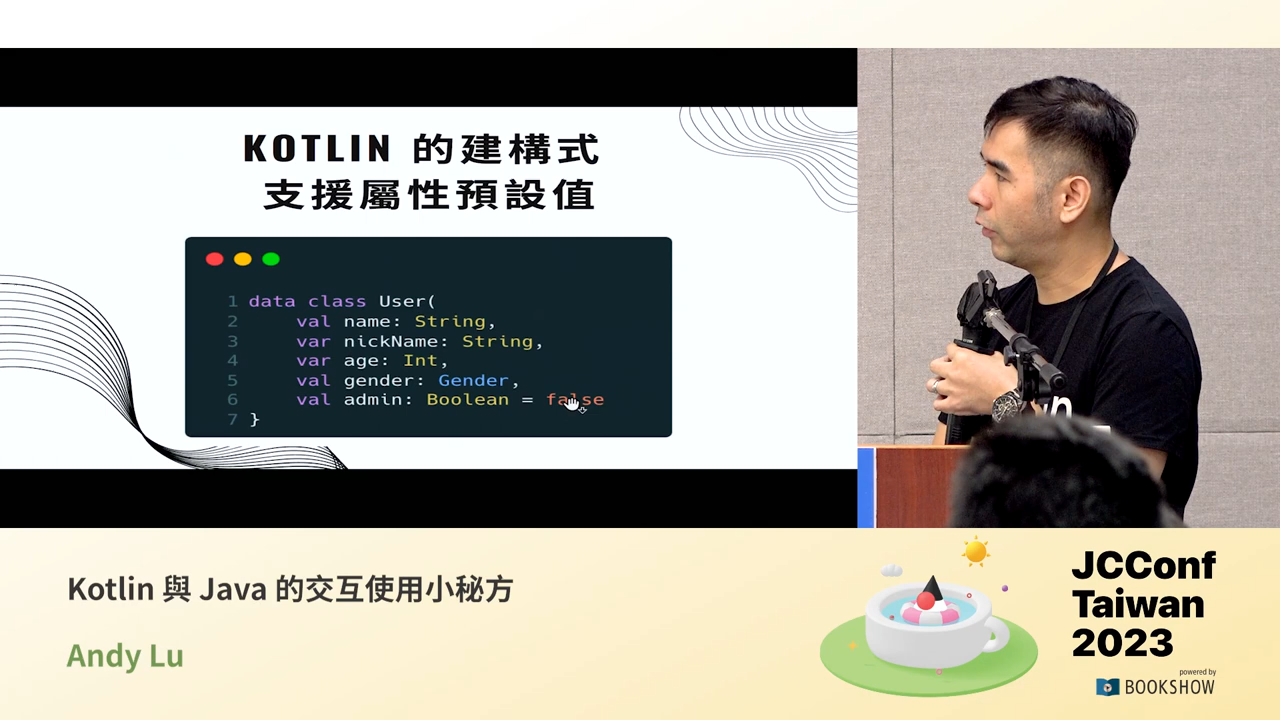 KOTLIN 的建構式
支援屬性預設值
1 data class User(
2 val name: String,
3 var nickName: String,
4 var age: Int,
5 val gender: Gender,
6 val admin: Boolean = false
7 }
Kotlin 與 Java 的交互使用小秘方
Andy Lu
JCConf
Taiwan
2023
powered by
BOOKSHOW